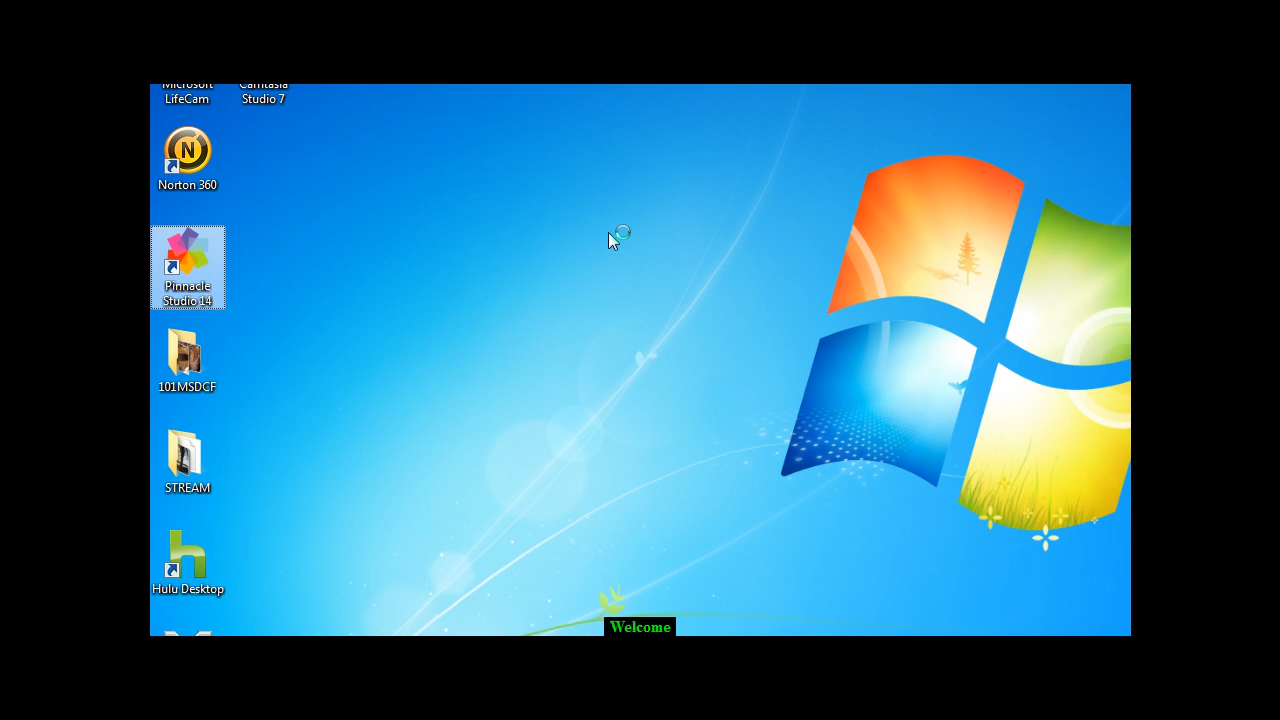 Microsoft
LifeCam
Camtasia
Studio 7
N
Norton 360
Pinnacle
Studio 14
101MSDCF
STREAM
h
Hulu Desktop
Welcome